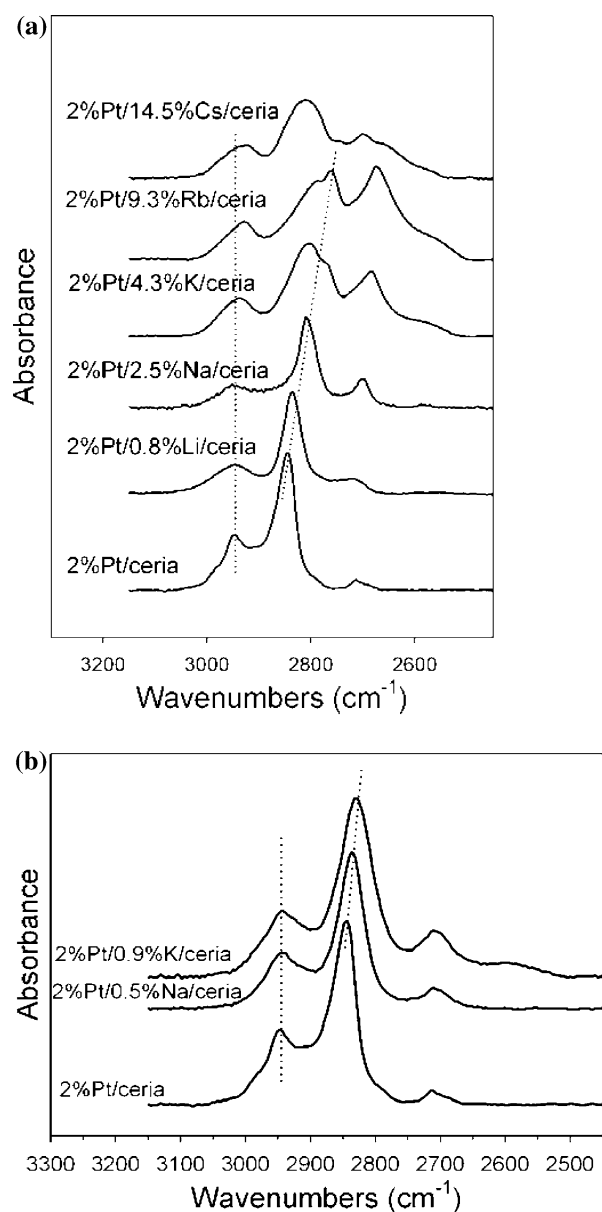 (a)
2%Pt/14.5%Cs/ceria
2%Pt/9.3%Rb/ceria
2%Pt/4.3%K/ceria
2%Pt/2.5%Na/ceria
2%Pt/0.8%Li/ceria
2%Pt/ceria
Absorbance
3200 3000 2800 2600
Wavenumbers (cm-1)
(b)
2%Pt/0.9%K/ceria
2%Pt/0.5%Na/ceria
2%Pt/ceria
Absorbance
3300 3200 3100 3000 2900 2800 2700 2600 2500
Wavenumbers (cm-1)